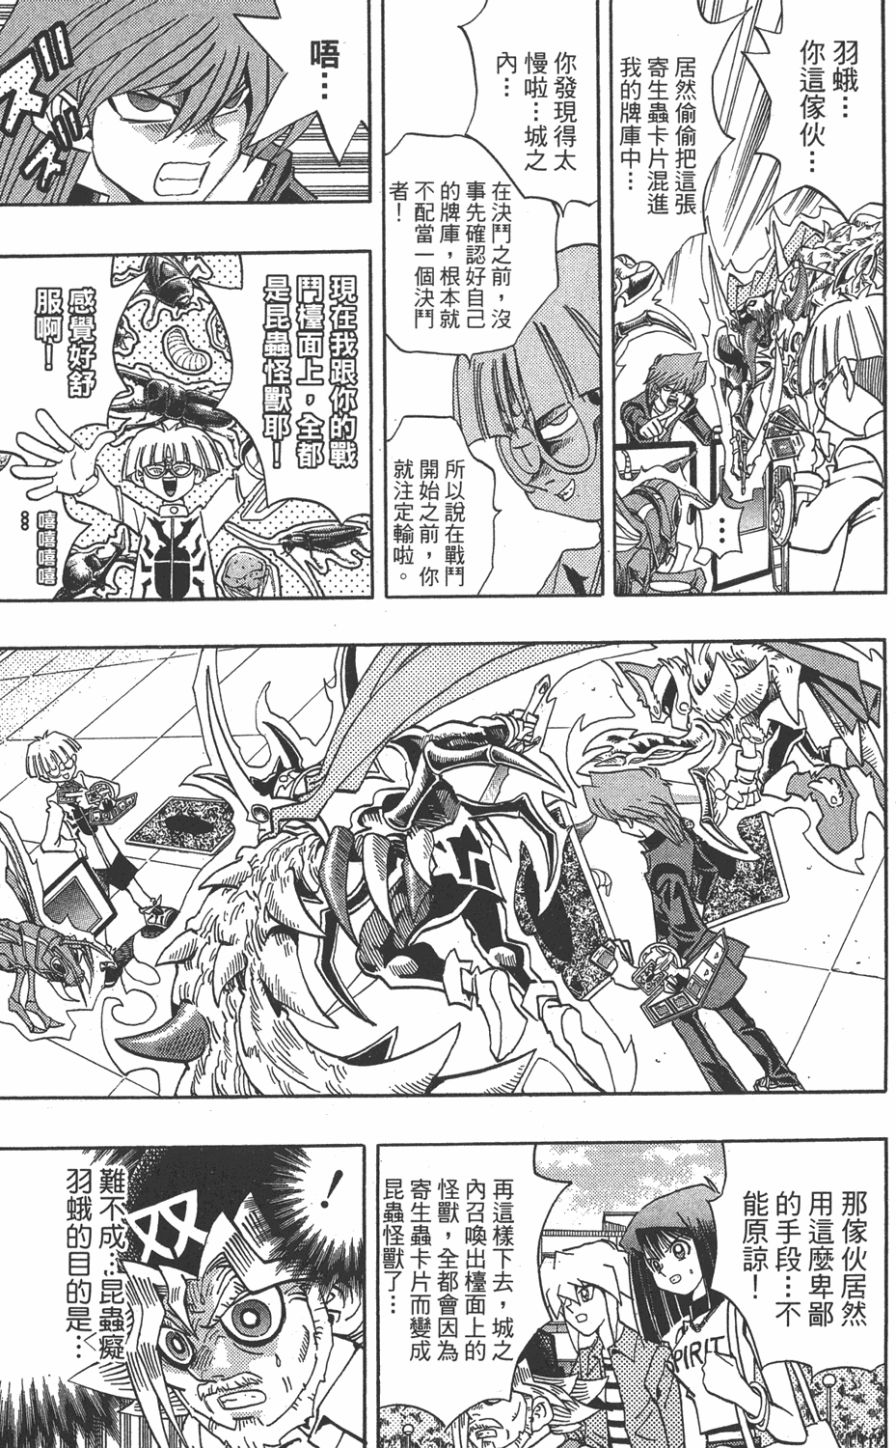 羽蛾…
你這傢伙…
居然偷偷把這張
寄生蟲卡片混進
我的牌庫中…
…
你發現得太
慢啦…城之
內…
在決鬥之前，沒
事先確認好自己
的牌庫，根本就
不配當一個決鬥
者！
所以說在戰鬥
開始之前，你
就注定輸啦。
唔…
現在我跟你的戰
鬥檯面上，全都
是昆蟲怪獸耶！
感覺好舒
服啊！
嘻嘻嘻嘻
…
那傢伙居然
用這麼卑鄙
的手段…不
能原諒！
再這樣下去，城之
內召喚出檯面上的
怪獸，全都會因為
寄生蟲卡片而變成
昆蟲怪獸了…
PIRIT
！
双
難不成…昆蟲癡
羽蛾的目的是…